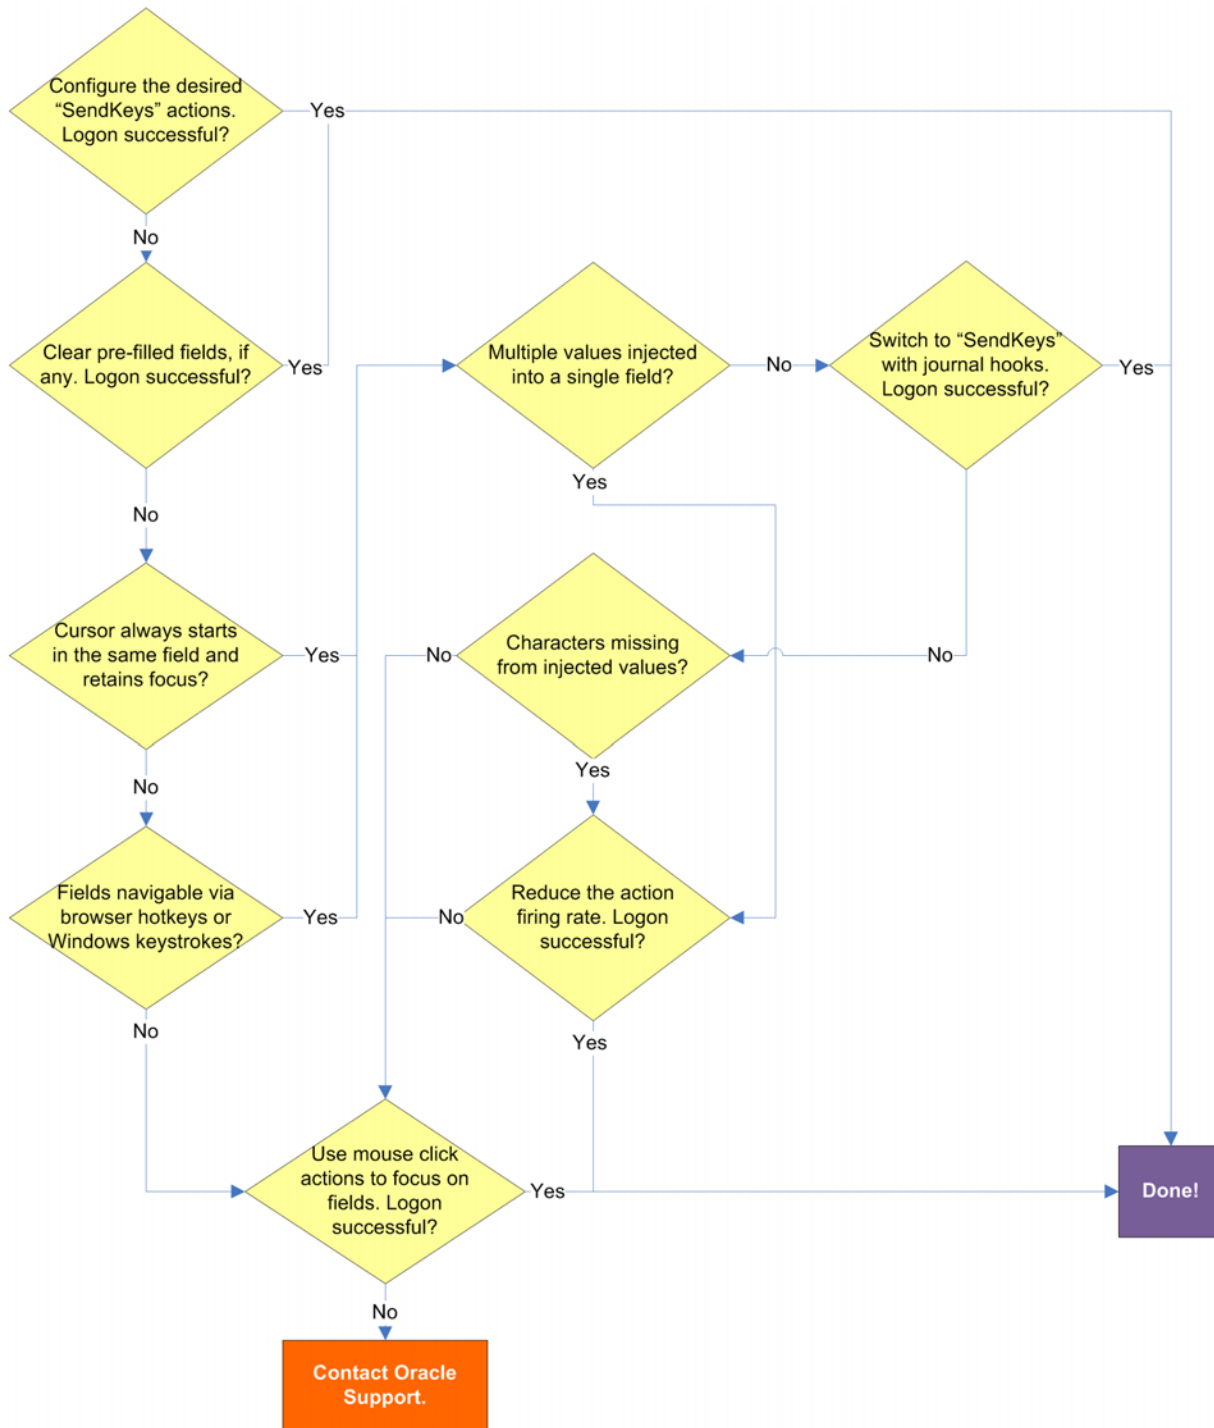 Configure the desired
“SendKeys” actions.
Logon successful?
Yes
No
Clear pre-filled fields, if
any. Logon successful?
Yes
Multiple values injected
into a single field?
No
Switch to “SendKeys”
with journal hooks.
Logon successful?
Yes
Yes
No
Cursor always starts
in the same field and
retains focus?
Yes
No
Characters missing
from injected values?
No
Yes
No
Fields navigable via
browser hotkeys or
Windows keystrokes?
Yes
No
Reduce the action
firing rate. Logon
successful?
No
Yes
Use mouse click
actions to focus on
fields. Logon
successful?
Yes
Done!
No
Contact Oracle
Support.